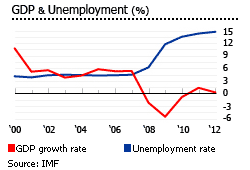 GDP & Unemployment (%)
15
12
9
6
3
0
-3
-6
'00 '02 '04 '06 '08 '10 '12
GDP growth rate Unemployment rate
Source: IMF